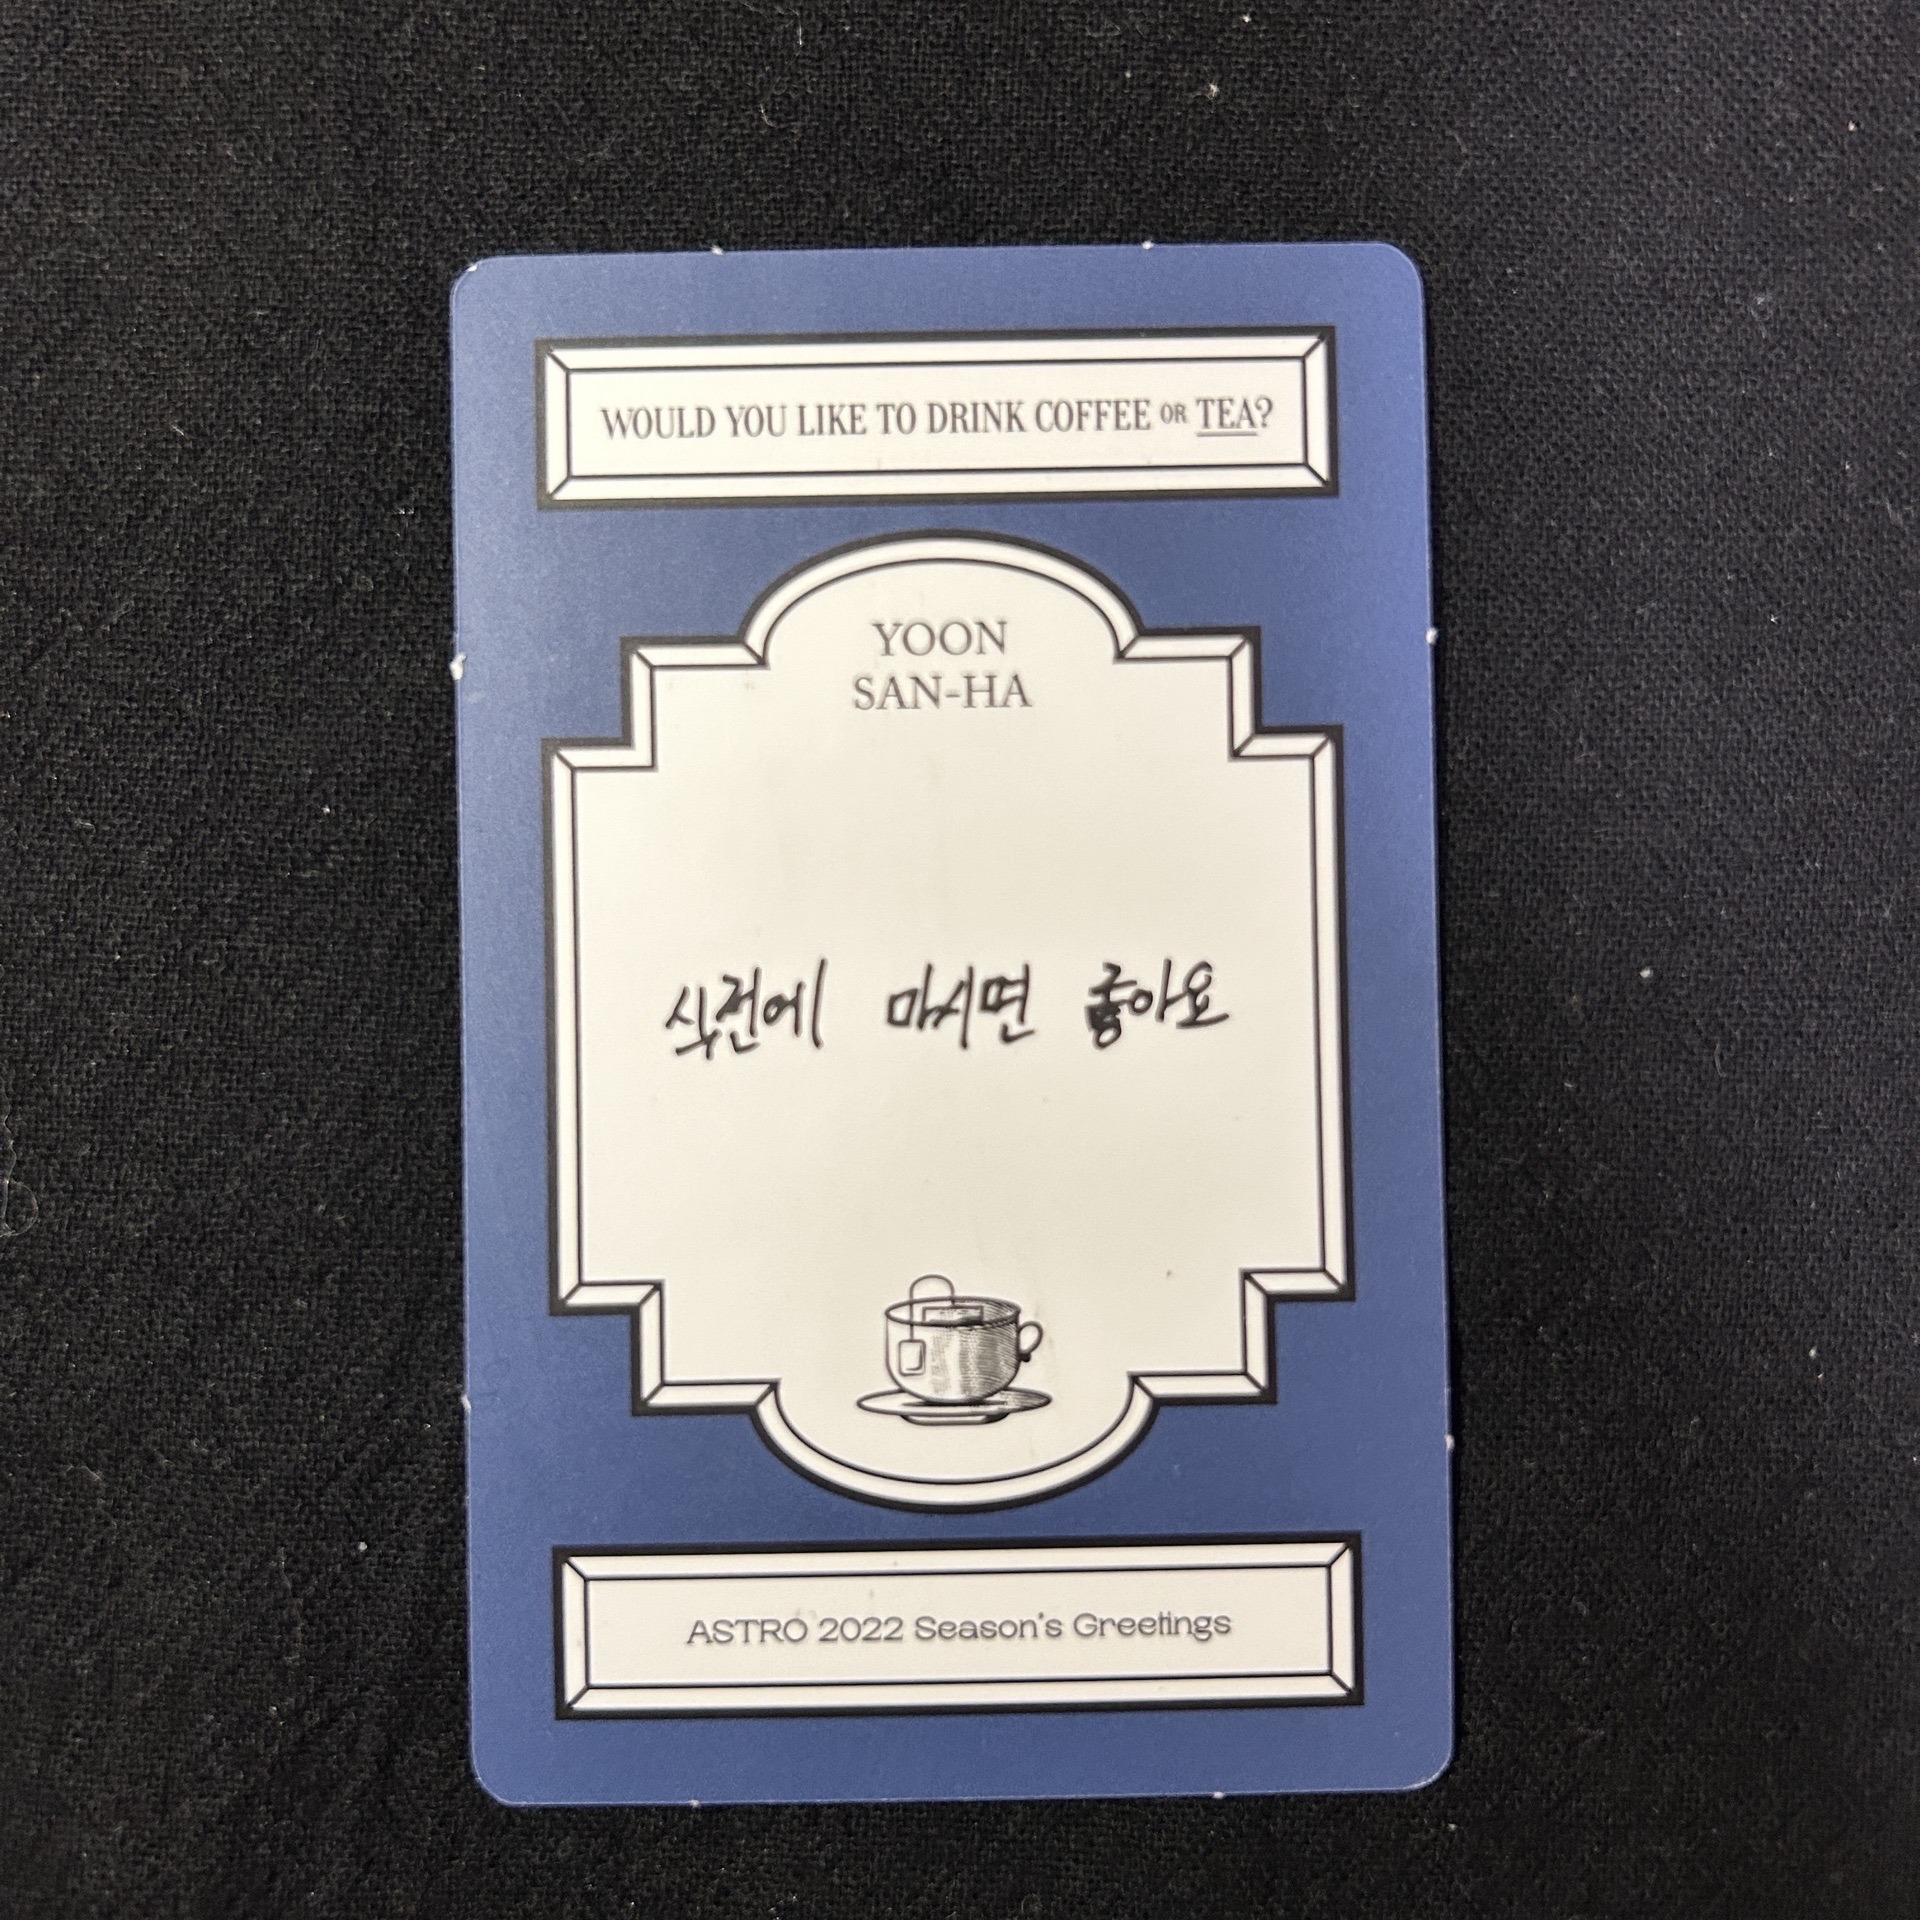 WOULD YOU LIKE TO DRINK COFFEE OR TEA?
YOON
SAN-HA
식전에 마시면 좋아요
ASTRO 2022 Season's Greetings